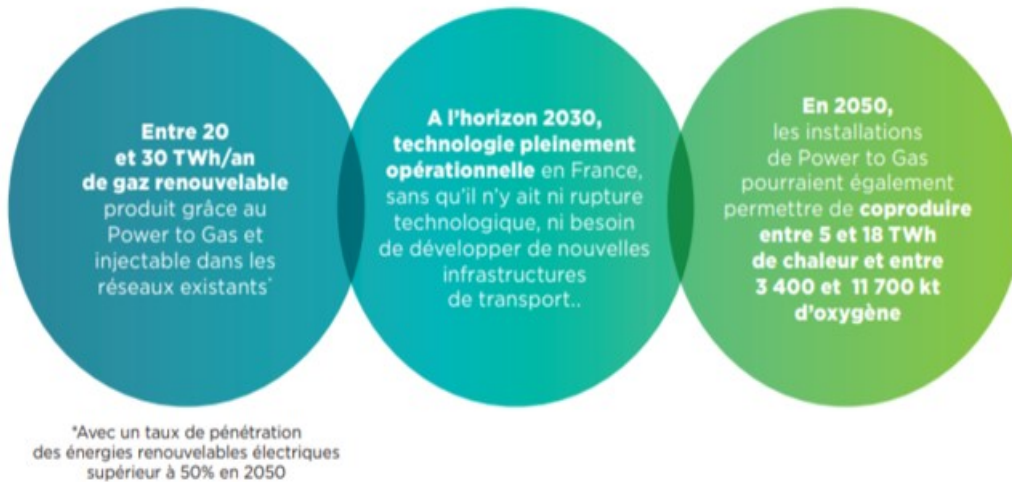 Entre 20
et 30 TWh/an
de gaz renouvelable
produit grâce au
Power to Gas et
injectable dans les
réseaux existants*
A l'horizon 2030,
technologie pleinement
opérationnelle en France,
sans qu'il n'y ait ni rupture
technologique, ni besoin
de développer de nouvelles
infrastructures
de transport..
En 2050,
les installations
de Power to Gas
pourraient également
permettre de coproduire
entre 5 et 18 TWh
de chaleur et entre
3 400 et 11 700 kt
d'oxygène
*Avec un taux de pénétration
des énergies renouvelables électriques
supérieur à 50% en 2050